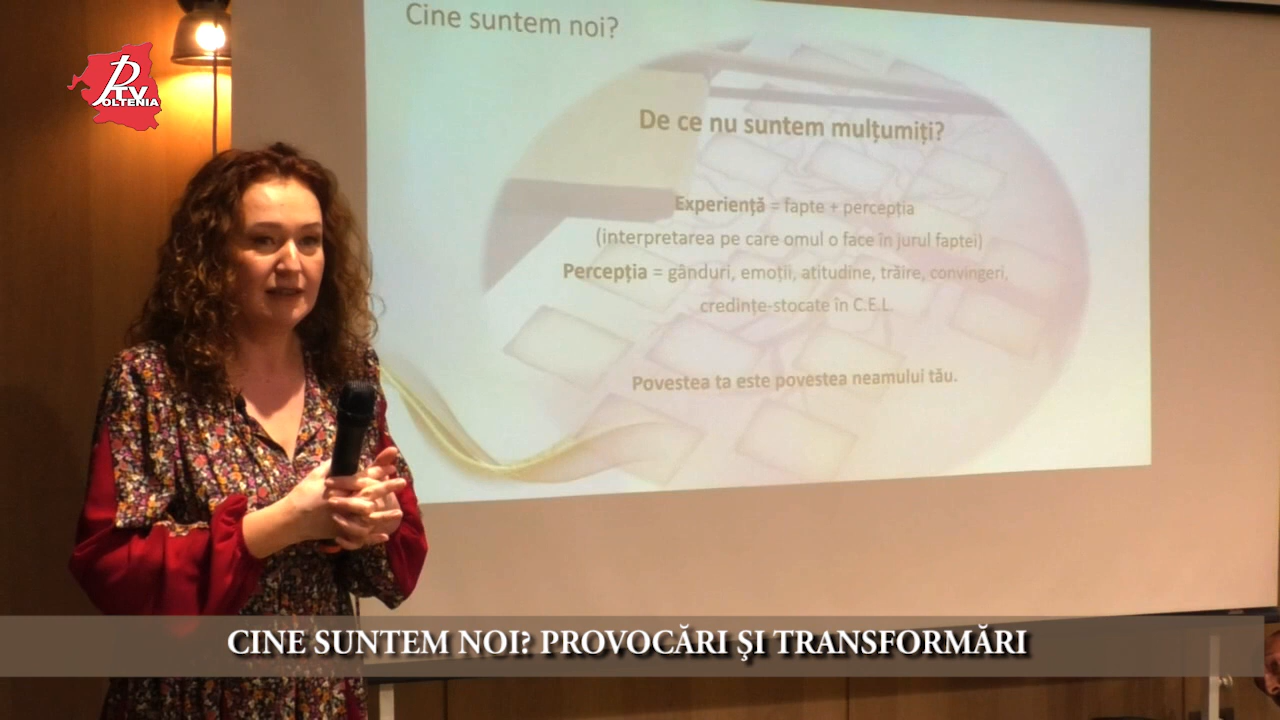 Cine suntem noi?
TV
OLTENIA
De ce nu suntem mulțumiți?
Experiență = fapte + percepția
(interpretarea pe care omul o face în jurul faptei)
Percepția = gânduri, emoții, atitudine, trăire, convingeri,
credințe-stocate în C.E.L.
Povestea ta este povestea neamului tău.
CINE SUNTEM NOI? PROVOCĂRI ŞI TRANSFORMĂRI